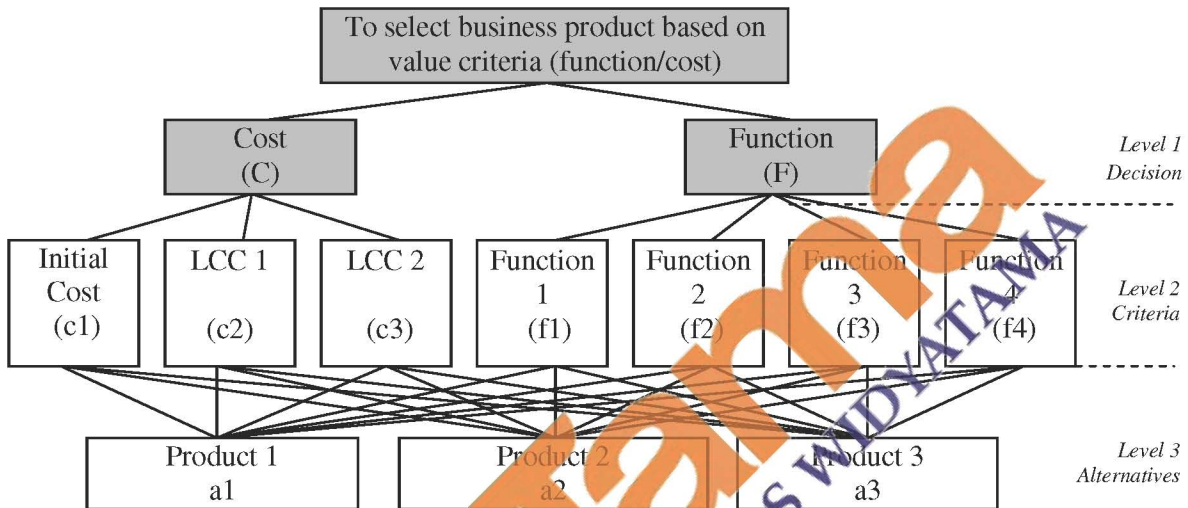 To select business product based on
value criteria (function/cost)
Cost
(C)
Function
(F)
Level 1
Decision
Initial
Cost
(c1)
LCC 1
(c2)
LCC 2
(c3)
Function
1
(f1)
Function
2
(f2)
Function
3
(f3)
Function
4
(f4)
Level 2
Criteria
Product 1
a1
Product 2
a2
Product 3
a3
Level 3
Alternatives
tama
S WIDYATAMA